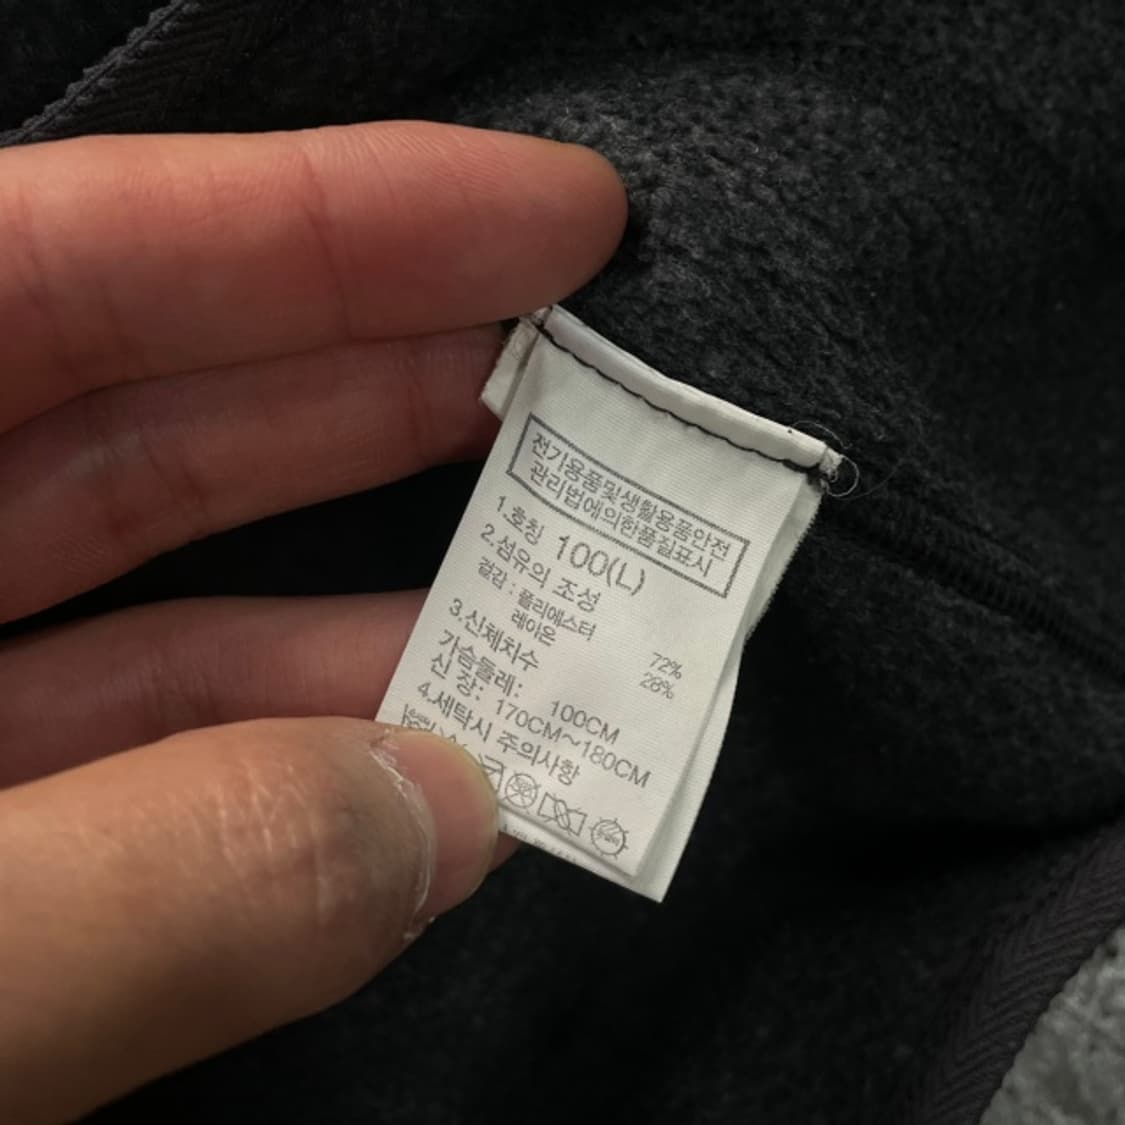 전기용품및생활용품안전
관리법에의한품질표시
1.호칭 100(L)
2.섬유의 조성
겉감 : 폴리에스터 72%
레이온 28%
3.신체치수
가슴둘레: 100CM
신 장: 170CM~180CM
4.세탁시 주의사항